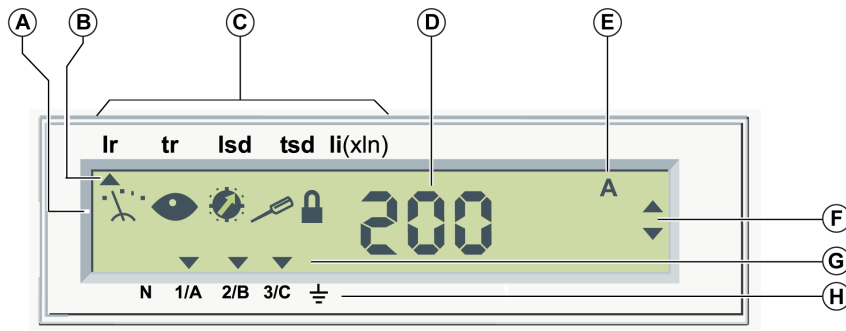 A B C D E
Ir tr Isd tsd Ii(xIn)
A
200
F
G
N 1/A 2/B 3/C
H